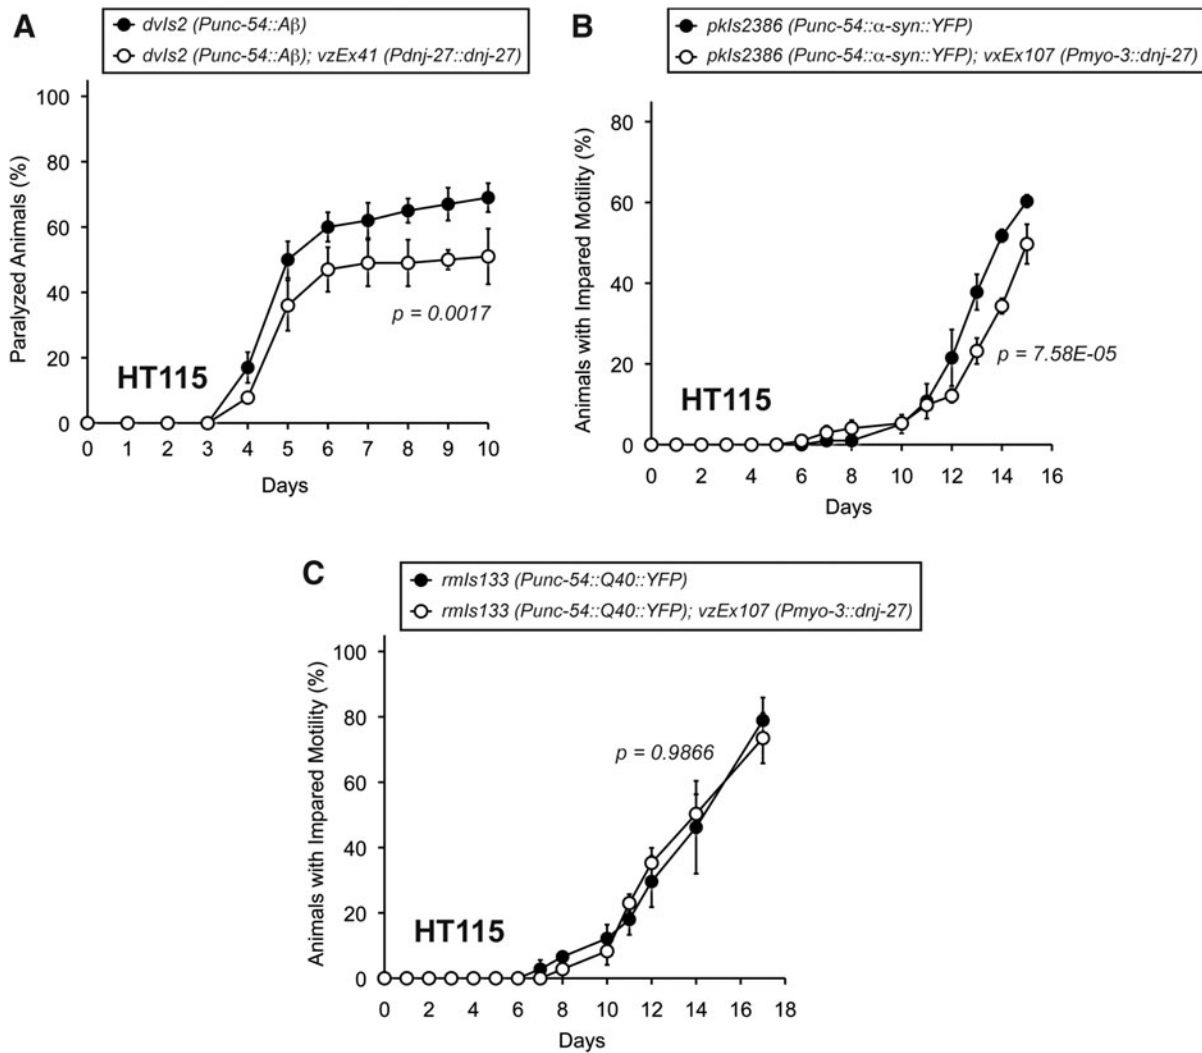 A
dvIs2 (Punc-54::Aβ)
dvIs2 (Punc-54::Aβ); vzEx41 (Pdnj-27::dnj-27)
Paralyzed Animals (%)
100
80
60
40
20
0
p = 0.0017
HT115
0 1 2 3 4 5 6 7 8 9 10
Days
B
pkIs2386 (Punc-54::α-syn::YFP)
pkIs2386 (Punc-54::α-syn::YFP); vxEx107 (Pmyo-3::dnj-27)
Animals with Impared Motility (%)
80
60
40
20
0
p = 7.58E-05
HT115
0 2 4 6 8 10 12 14 16
Days
C
rmIs133 (Punc-54::Q40::YFP)
rmIs133 (Punc-54::Q40::YFP); vzEx107 (Pmyo-3::dnj-27)
Animals with Impared Motility (%)
100
80
60
40
20
0
p = 0.9866
HT115
0 2 4 6 8 10 12 14 16 18
Days